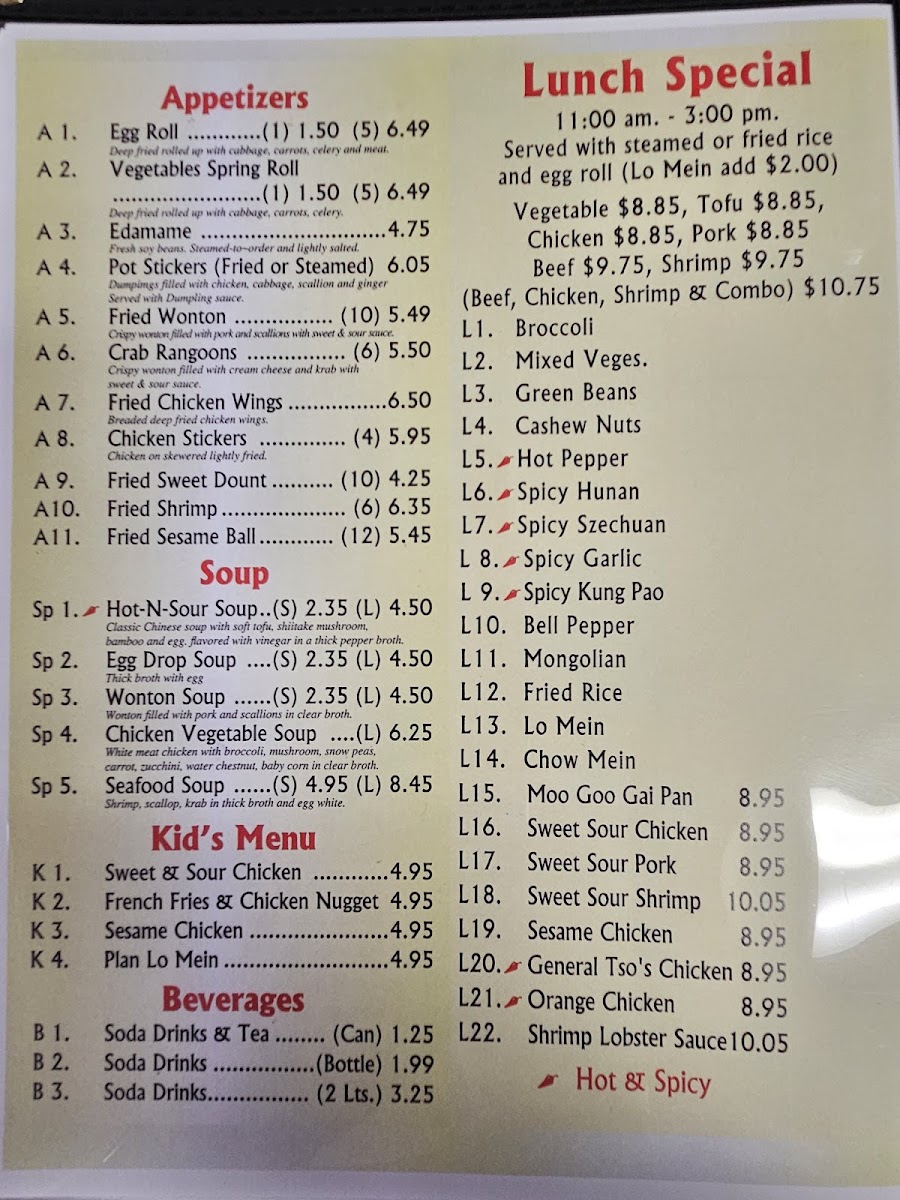 Appetizers
A 1. Egg Roll ............(1) 1.50 (5) 6.49
Deep fried rolled up with cabbage, carrots, celery and meat.
A 2. Vegetables Spring Roll
........................(1) 1.50 (5) 6.49
Deep fried rolled up with cabbage, carrots, celery.
A 3. Edamame ..............................4.75
Fresh soy beans. Steamed-to-order and lightly salted.
A 4. Pot Stickers (Fried or Steamed) 6.05
Dumpings filled with chicken, cabbage, scallion and ginger
Served with Dumpling sauce.
A 5. Fried Wonton ................ (10) 5.49
Crispy wonton filled with pork and scallions with sweet & sour sauce.
A 6. Crab Rangoons ................ (6) 5.50
Crispy wonton filled with cream cheese and krab with
sweet & sour sauce.
A 7. Fried Chicken Wings ................6.50
Breaded deep fried chicken wings.
A 8. Chicken Stickers .............. (4) 5.95
Chicken on skewered lightly fried.
A 9. Fried Sweet Dount .......... (10) 4.25
A10. Fried Shrimp .................... (6) 6.35
A11. Fried Sesame Ball ............ (12) 5.45
Soup
Sp 1. Hot-N-Sour Soup..(S) 2.35 (L) 4.50
Classic Chinese soup with soft tofu, shiitake mushroom,
bamboo and egg. flavored with vinegar in a thick pepper broth.
Sp 2. Egg Drop Soup ....(S) 2.35 (L) 4.50
Thick broth with egg
Sp 3. Wonton Soup ......(S) 2.35 (L) 4.50
Wonton filled with pork and scallions in clear broth.
Sp 4. Chicken Vegetable Soup ....(L) 6.25
White meat chicken with broccoli, mushroom, snow peas,
carrot, zucchini, water chestnut, baby corn in clear broth.
Sp 5. Seafood Soup ......(S) 4.95 (L) 8.45
Shrimp, scallop, krab in thick broth and egg white.
Kid's Menu
K 1. Sweet & Sour Chicken ............4.95
K 2. French Fries & Chicken Nugget 4.95
K 3. Sesame Chicken ......................4.95
K 4. Plan Lo Mein ..........................4.95
Beverages
B 1. Soda Drinks & Tea ........ (Can) 1.25
B 2. Soda Drinks ................(Bottle) 1.99
B 3. Soda Drinks................ (2 Lts.) 3.25
Lunch Special
11:00 am. - 3:00 pm.
Served with steamed or fried rice
and egg roll (Lo Mein add $2.00)
Vegetable $8.85, Tofu $8.85,
Chicken $8.85, Pork $8.85
Beef $9.75, Shrimp $9.75
(Beef, Chicken, Shrimp & Combo) $10.75
L1. Broccoli
L2. Mixed Veges.
L3. Green Beans
L4. Cashew Nuts
L5. Hot Pepper
L6. Spicy Hunan
L7. Spicy Szechuan
L 8. Spicy Garlic
L 9. Spicy Kung Pao
L10. Bell Pepper
L11. Mongolian
L12. Fried Rice
L13. Lo Mein
L14. Chow Mein
L15. Moo Goo Gai Pan 8.95
L16. Sweet Sour Chicken 8.95
L17. Sweet Sour Pork 8.95
L18. Sweet Sour Shrimp 10.05
L19. Sesame Chicken 8.95
L20. General Tso's Chicken 8.95
L21. Orange Chicken 8.95
L22. Shrimp Lobster Sauce 10.05
Hot & Spicy